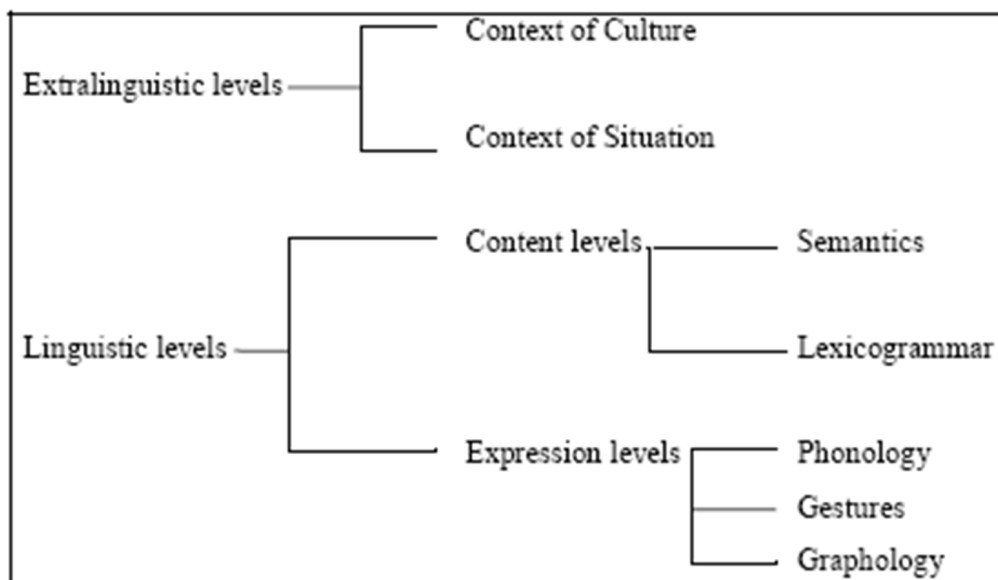 Context of Culture
Extralinguistic levels
Context of Situation
Content levels Semantics
Linguistic levels Lexicogrammar
Expression levels Phonology
Gestures
Graphology